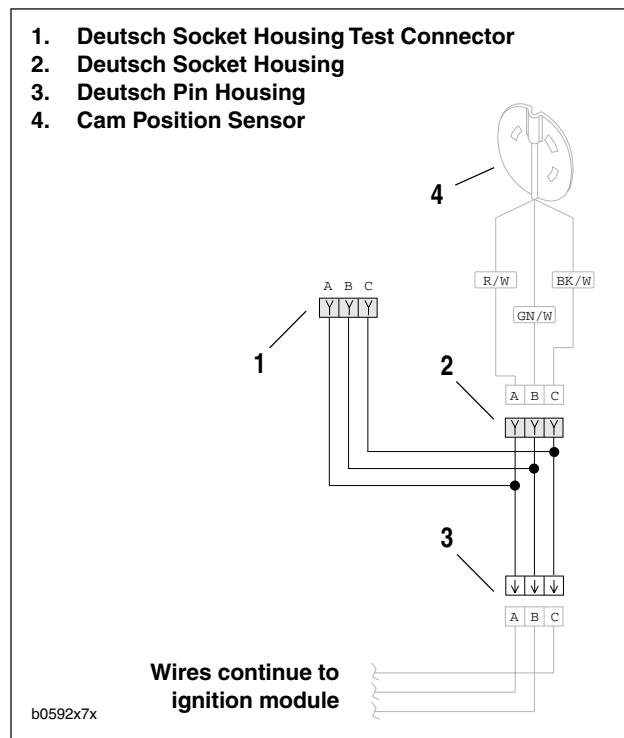 1. Deutsch Socket Housing Test Connector
2. Deutsch Socket Housing
3. Deutsch Pin Housing
4. Cam Position Sensor
4
R/W
BK/W
GN/W
A B C
1
2
A B C
3
A B C
Wires continue to
ignition module
b0592x7x